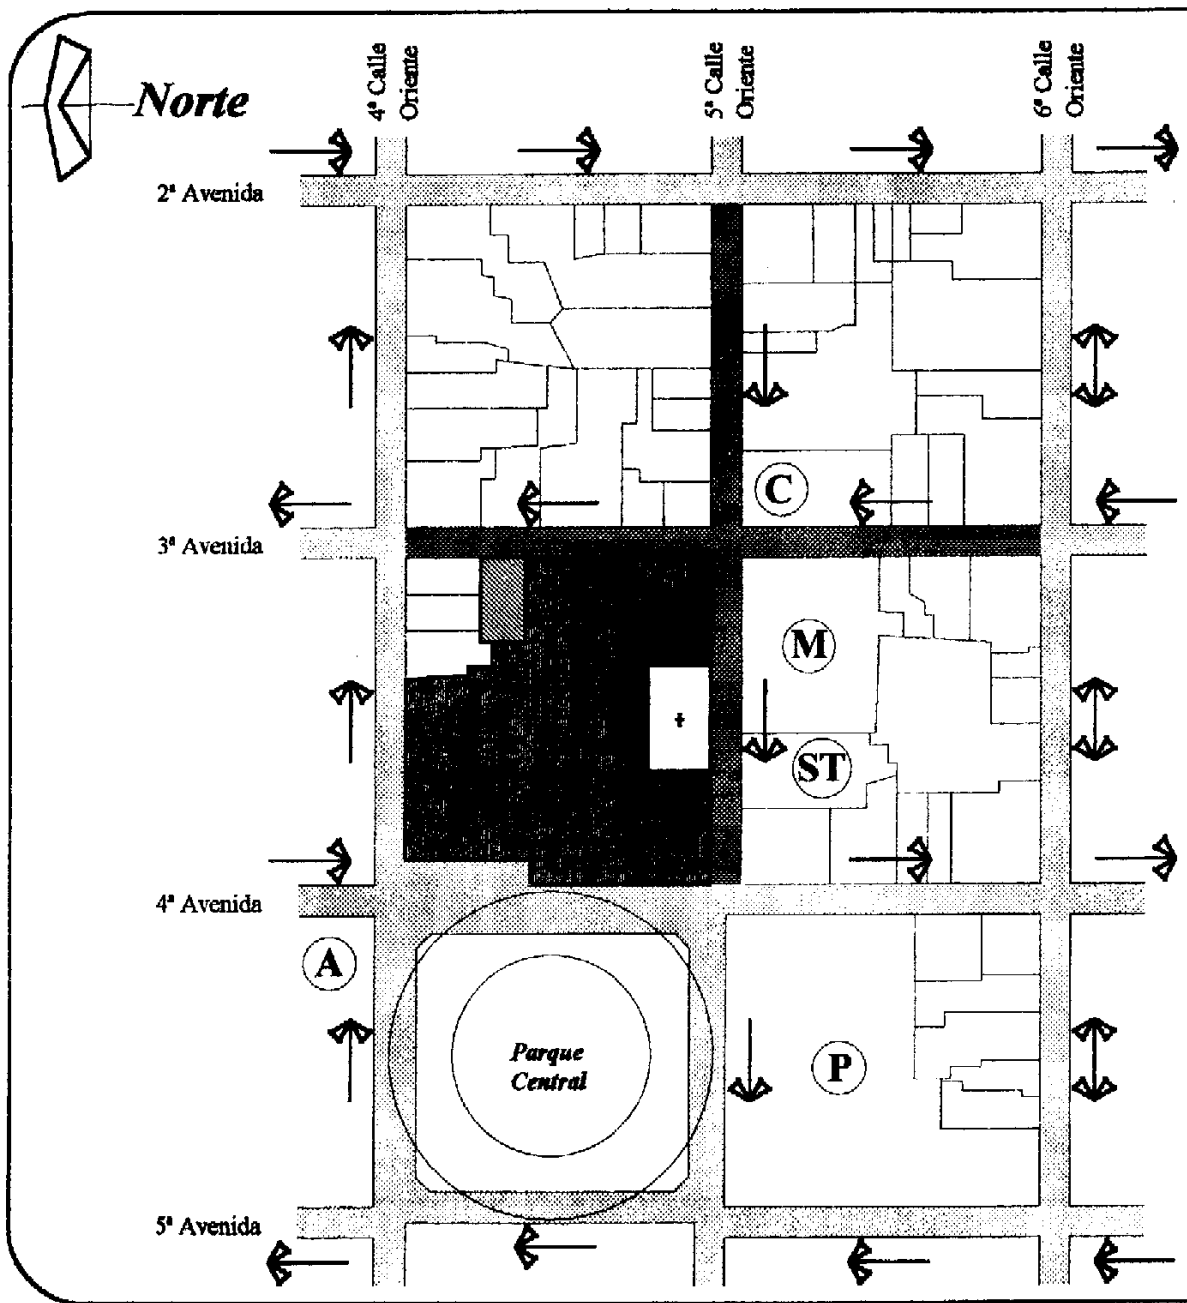 4ª Calle
Oriente
5ª Calle
Oriente
6ª Calle
Oriente
Norte
2ª Avenida
C
3ª Avenida
M
ST
4ª Avenida
A
Parque
Central
P
5ª Avenida